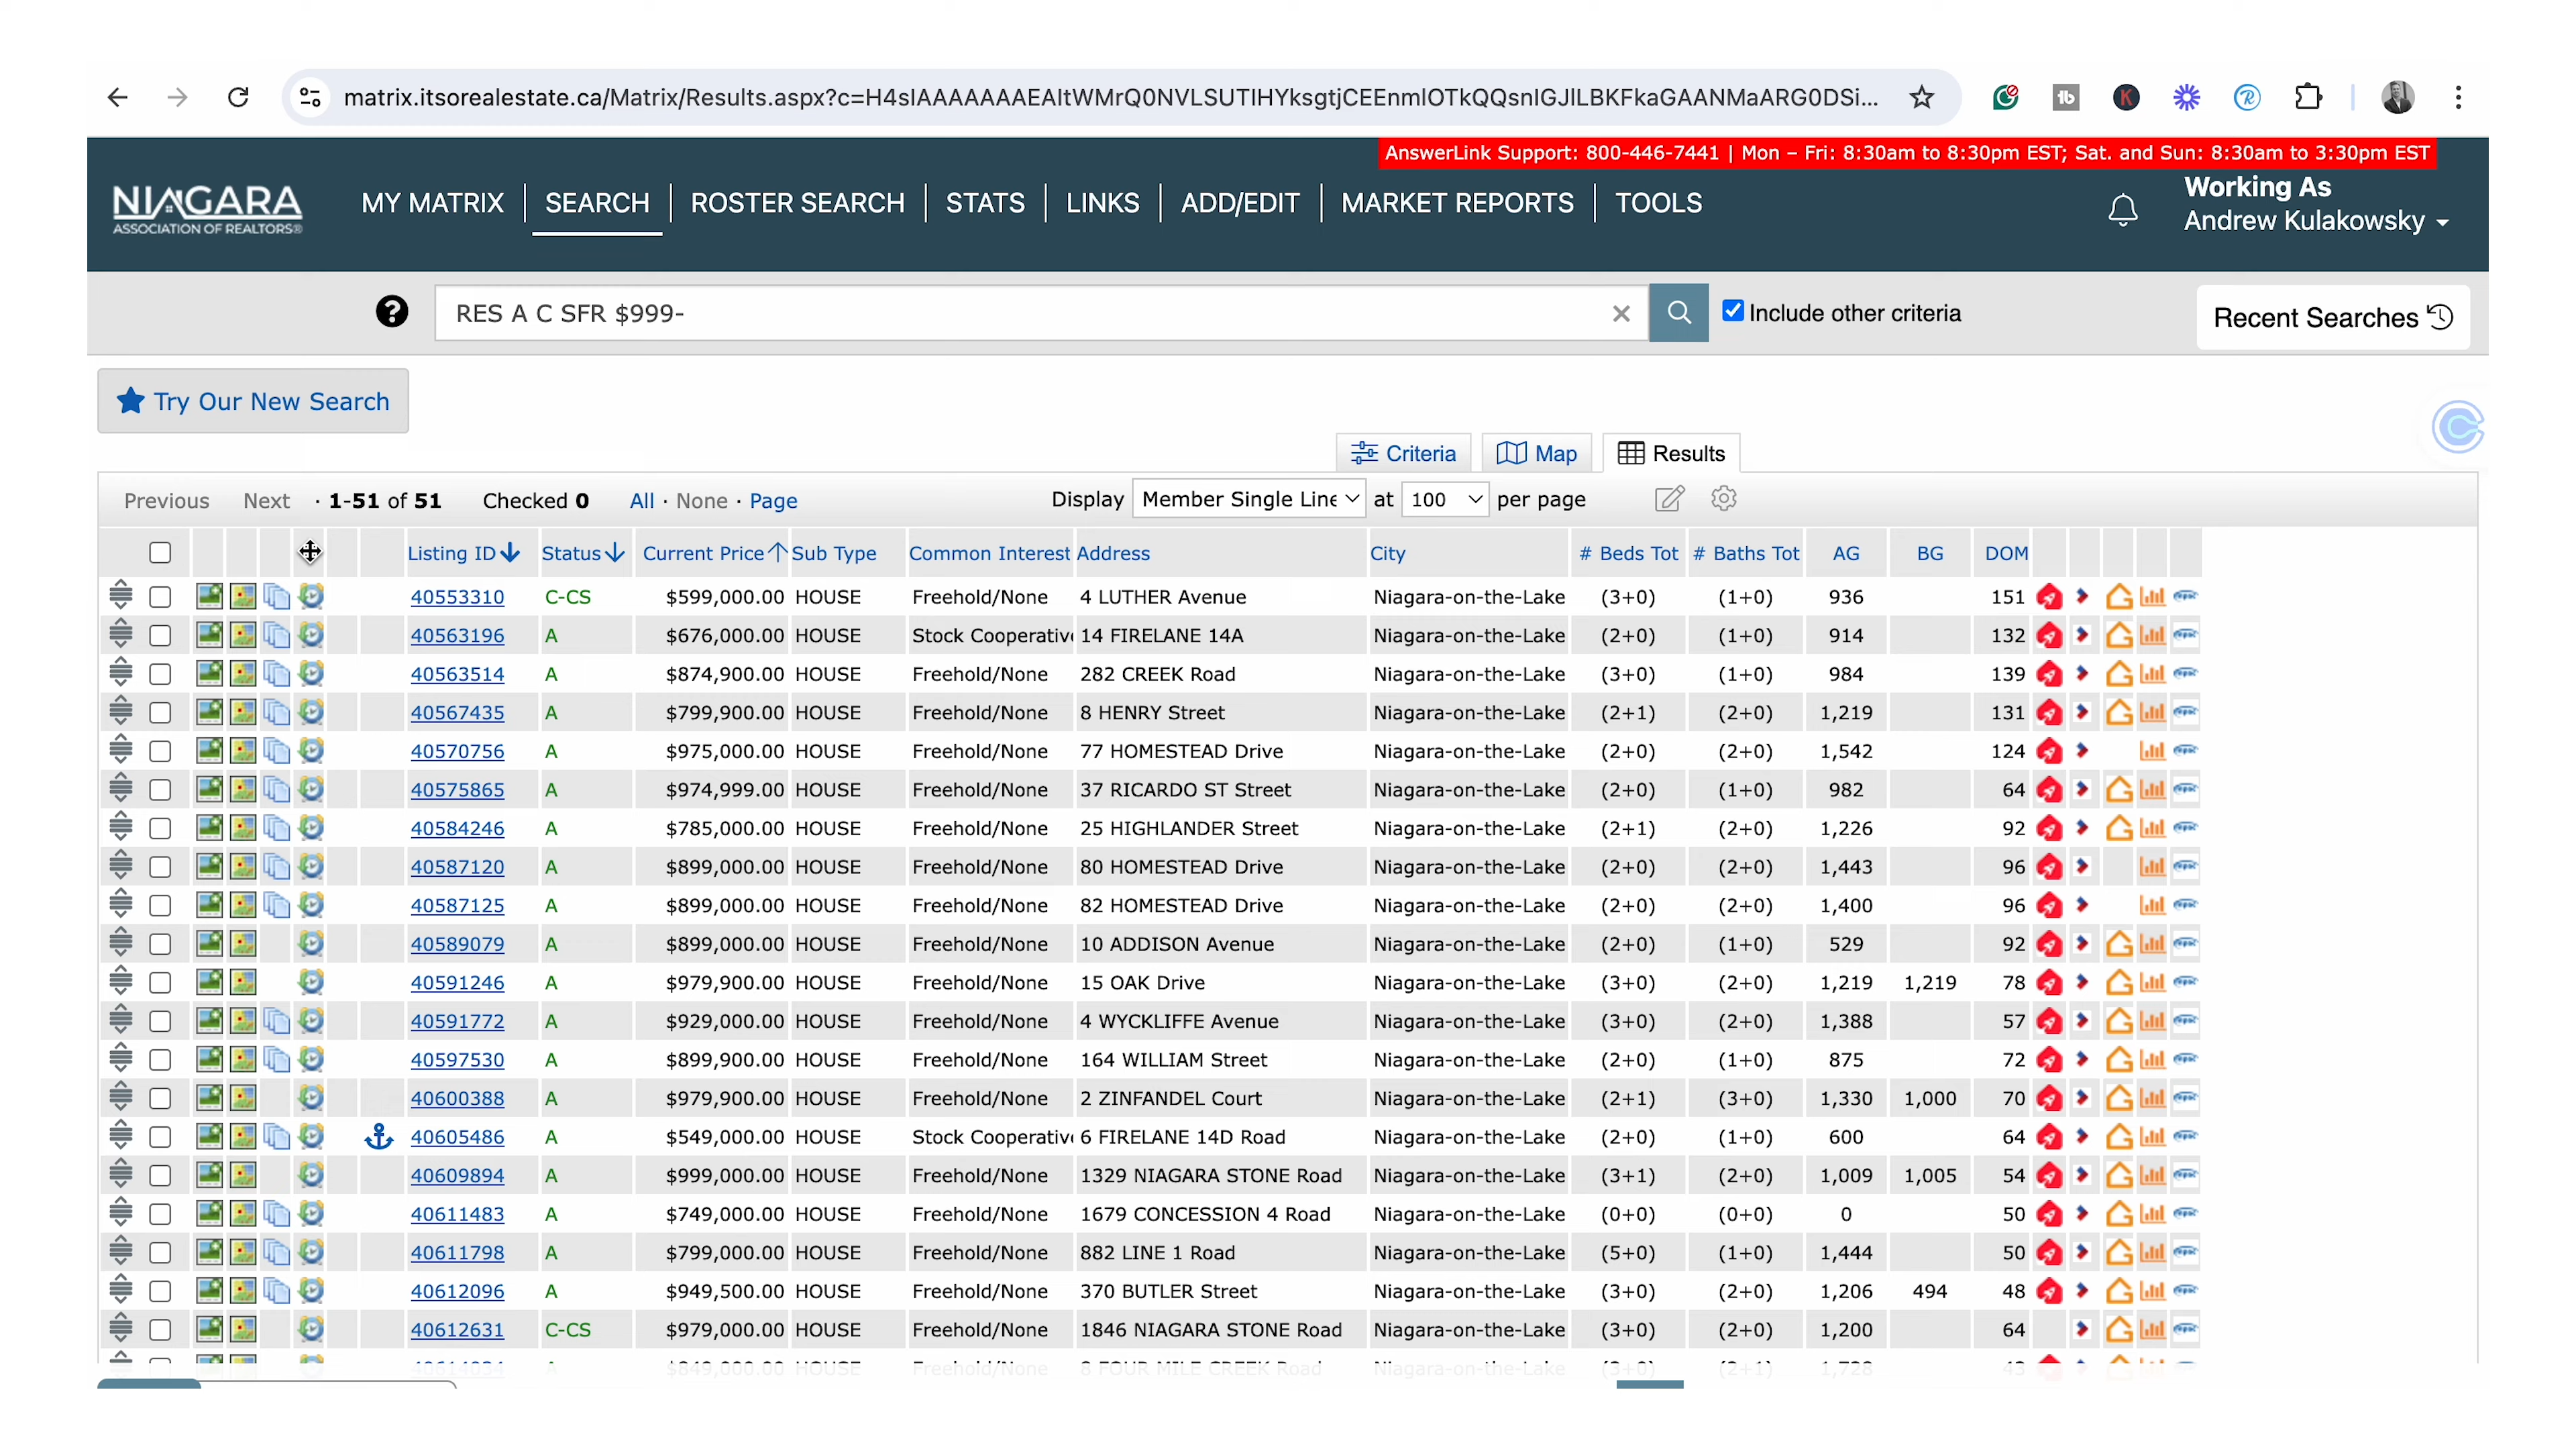 matrix.itsorealestate.ca/Matrix/Results.aspx?c=H4sIAAAAAAAEAItWMrQ0NVLSUTIHYksgtjCEEnmlOTkQQsnIGJlLBKFkaGAANMaARG0DSi...
AnswerLink Support: 800-446-7441 | Mon – Fri: 8:30am to 8:30pm EST; Sat. and Sun: 8:30am to 3:30pm EST
NIAGARA
ASSOCIATION OF REALTORS®
MY MATRIX SEARCH ROSTER SEARCH STATS LINKS ADD/EDIT MARKET REPORTS TOOLS
Working As
Andrew Kulakowsky
RES A C SFR $999-
Include other criteria
Recent Searches
Try Our New Search
Criteria Map Results
Previous Next · 1-51 of 51 Checked 0 All · None · Page Display Member Single Line at 100 per page
Listing ID Status Current Price Sub Type Common Interest Address City # Beds Tot # Baths Tot AG BG DOM
40553310 C-CS $599,000.00 HOUSE Freehold/None 4 LUTHER Avenue Niagara-on-the-Lake (3+0) (1+0) 936 151
40563196 A $676,000.00 HOUSE Stock Cooperative 14 FIRELANE 14A Niagara-on-the-Lake (2+0) (1+0) 914 132
40563514 A $874,900.00 HOUSE Freehold/None 282 CREEK Road Niagara-on-the-Lake (3+0) (1+0) 984 139
40567435 A $799,900.00 HOUSE Freehold/None 8 HENRY Street Niagara-on-the-Lake (2+1) (2+0) 1,219 131
40570756 A $975,000.00 HOUSE Freehold/None 77 HOMESTEAD Drive Niagara-on-the-Lake (2+0) (2+0) 1,542 124
40575865 A $974,999.00 HOUSE Freehold/None 37 RICARDO ST Street Niagara-on-the-Lake (2+0) (1+0) 982 64
40584246 A $785,000.00 HOUSE Freehold/None 25 HIGHLANDER Street Niagara-on-the-Lake (2+1) (2+0) 1,226 92
40587120 A $899,000.00 HOUSE Freehold/None 80 HOMESTEAD Drive Niagara-on-the-Lake (2+0) (2+0) 1,443 96
40587125 A $899,000.00 HOUSE Freehold/None 82 HOMESTEAD Drive Niagara-on-the-Lake (2+0) (2+0) 1,400 96
40589079 A $899,000.00 HOUSE Freehold/None 10 ADDISON Avenue Niagara-on-the-Lake (2+0) (1+0) 529 92
40591246 A $979,900.00 HOUSE Freehold/None 15 OAK Drive Niagara-on-the-Lake (3+0) (2+0) 1,219 1,219 78
40591772 A $929,000.00 HOUSE Freehold/None 4 WYCKLIFFE Avenue Niagara-on-the-Lake (3+0) (2+0) 1,388 57
40597530 A $899,900.00 HOUSE Freehold/None 164 WILLIAM Street Niagara-on-the-Lake (2+0) (1+0) 875 72
40600388 A $979,900.00 HOUSE Freehold/None 2 ZINFANDEL Court Niagara-on-the-Lake (2+1) (3+0) 1,330 1,000 70
40605486 A $549,000.00 HOUSE Stock Cooperative 6 FIRELANE 14D Road Niagara-on-the-Lake (2+0) (1+0) 600 64
40609894 A $999,000.00 HOUSE Freehold/None 1329 NIAGARA STONE Road Niagara-on-the-Lake (3+1) (2+0) 1,009 1,005 54
40611483 A $749,000.00 HOUSE Freehold/None 1679 CONCESSION 4 Road Niagara-on-the-Lake (0+0) (0+0) 0 50
40611798 A $799,000.00 HOUSE Freehold/None 882 LINE 1 Road Niagara-on-the-Lake (5+0) (1+0) 1,444 50
40612096 A $949,500.00 HOUSE Freehold/None 370 BUTLER Street Niagara-on-the-Lake (3+0) (2+0) 1,206 494 48
40612631 C-CS $979,000.00 HOUSE Freehold/None 1846 NIAGARA STONE Road Niagara-on-the-Lake (3+0) (2+0) 1,200 64
A $849,000.00 HOUSE Freehold/None 8 FOUR MILE CREEK Road Niagara-on-the-Lake (3+0) (2+1) 1,728